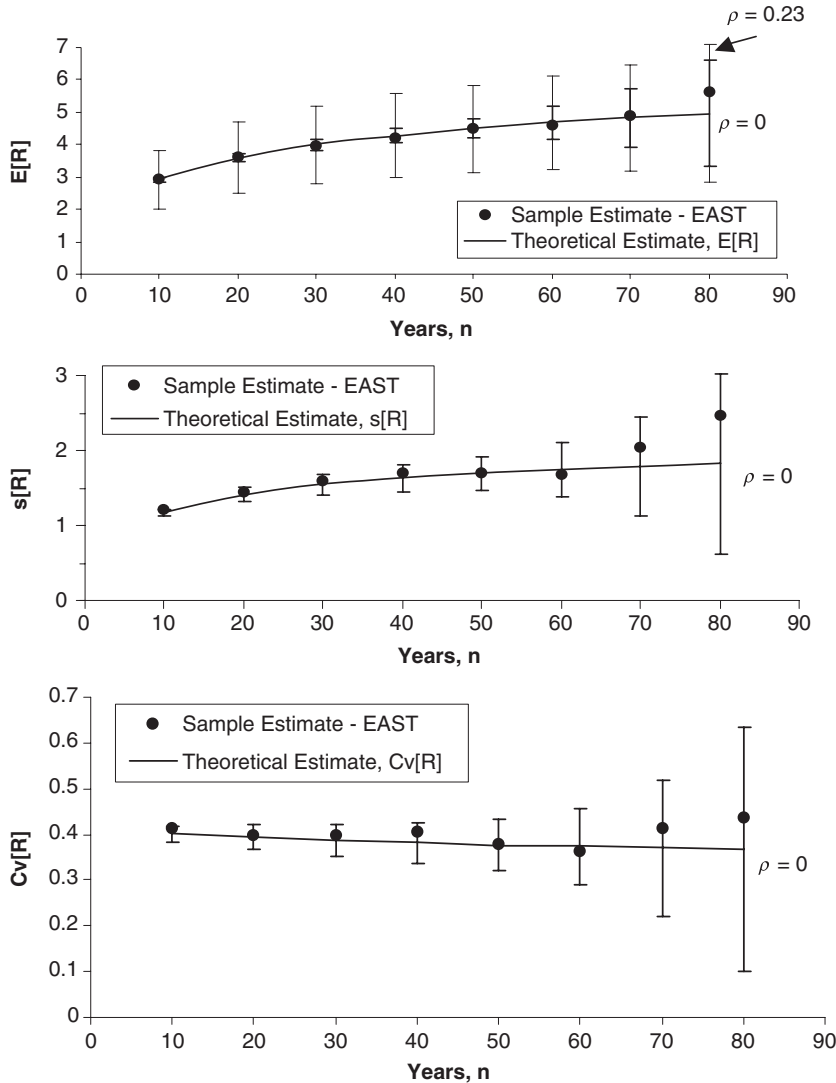 ρ = 0.23
7
6
5
4
3
2
1
0
E[R]
ρ = 0
Sample Estimate - EAST
Theoretical Estimate, E[R]
0 10 20 30 40 50 60 70 80 90
Years, n
3
2
1
0
s[R]
Sample Estimate - EAST
Theoretical Estimate, s[R]
ρ = 0
0 10 20 30 40 50 60 70 80 90
Years, n
0.7
0.6
0.5
0.4
0.3
0.2
0.1
0
Cv[R]
Sample Estimate - EAST
Theoretical Estimate, Cv[R]
ρ = 0
0 10 20 30 40 50 60 70 80 90
Years, n